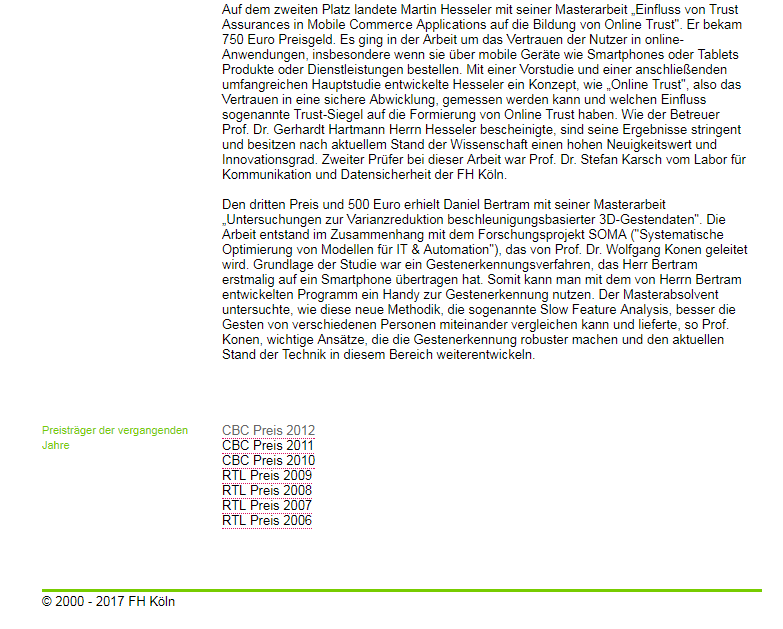 Auf dem zweiten Platz landete Martin Hesseler mit seiner Masterarbeit „Einfluss von Trust
Assurances in Mobile Commerce Applications auf die Bildung von Online Trust". Er bekam
750 Euro Preisgeld. Es ging in der Arbeit um das Vertrauen der Nutzer in online-
Anwendungen, insbesondere wenn sie über mobile Geräte wie Smartphones oder Tablets
Produkte oder Dienstleistungen bestellen. Mit einer Vorstudie und einer anschließenden
umfangreichen Hauptstudie entwickelte Hesseler ein Konzept, wie „Online Trust", also das
Vertrauen in eine sichere Abwicklung, gemessen werden kann und welchen Einfluss
sogenannte Trust-Siegel auf die Formierung von Online Trust haben. Wie der Betreuer
Prof. Dr. Gerhardt Hartmann Herrn Hesseler bescheinigte, sind seine Ergebnisse stringent
und besitzen nach aktuellem Stand der Wissenschaft einen hohen Neuigkeitswert und
Innovationsgrad. Zweiter Prüfer bei dieser Arbeit war Prof. Dr. Stefan Karsch vom Labor für
Kommunikation und Datensicherheit der FH Köln.
Den dritten Preis und 500 Euro erhielt Daniel Bertram mit seiner Masterarbeit
„Untersuchungen zur Varianzreduktion beschleunigungsbasierter 3D-Gestendaten". Die
Arbeit entstand im Zusammenhang mit dem Forschungsprojekt SOMA ("Systematische
Optimierung von Modellen für IT & Automation"), das von Prof. Dr. Wolfgang Konen geleitet
wird. Grundlage der Studie war ein Gestenerkennungsverfahren, das Herr Bertram
erstmalig auf ein Smartphone übertragen hat. Somit kann man mit dem von Herrn Bertram
entwickelten Programm ein Handy zur Gestenerkennung nutzen. Der Masterabsolvent
untersuchte, wie diese neue Methodik, die sogenannte Slow Feature Analysis, besser die
Gesten von verschiedenen Personen miteinander vergleichen kann und lieferte, so Prof.
Konen, wichtige Ansätze, die die Gestenerkennung robuster machen und den aktuellen
Stand der Technik in diesem Bereich weiterentwickeln.
Preisträger der vergangenden
Jahre
CBC Preis 2012
CBC Preis 2011
CBC Preis 2010
RTL Preis 2009
RTL Preis 2008
RTL Preis 2007
RTL Preis 2006
© 2000 - 2017 FH Köln